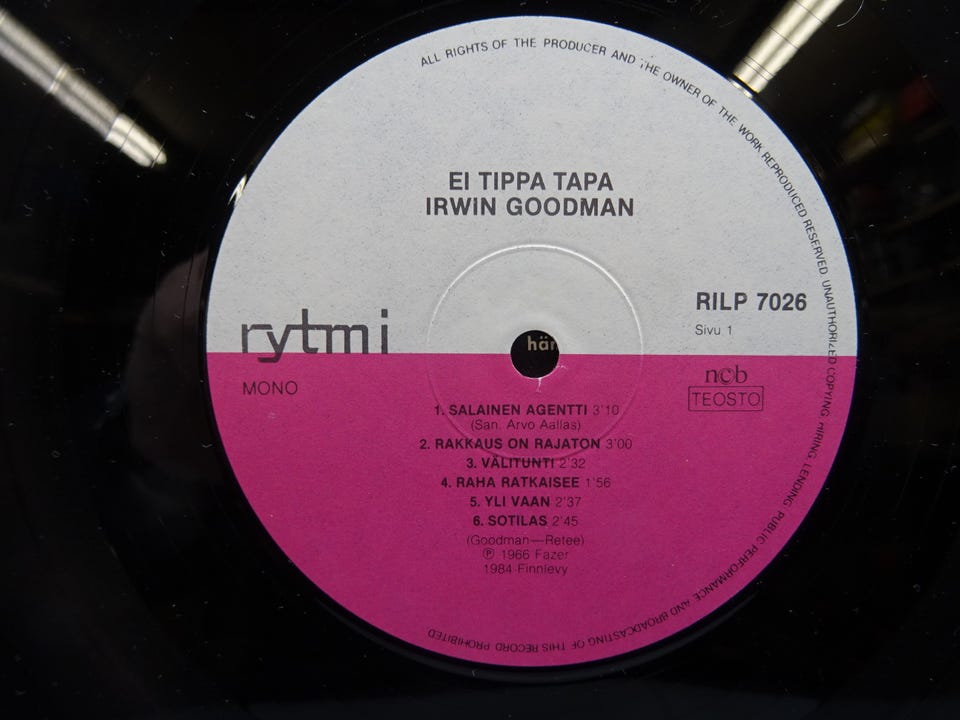 ALL RIGHTS OF THE PRODUCER AND THE OWNER OF THE WORK REPRODUCED RESERVED. UNAUTHORIZED COPYING, HIRING, LENDING, PUBLIC PERFORMANCE AND BROADCASTING OF THIS RECORD PROHIBITED
EI TIPPA TAPA
IRWIN GOODMAN
RILP 7026
Sivu 1
rytmi
här
MONO
ncb
TEOSTO
1. SALAINEN AGENTTI 3'10
(San. Arvo Aallas)
2. RAKKAUS ON RAJATON 3'00
3. VÄLITUNTI 2'32
4. RAHA RATKAISEE 1'56
5. YLI VAAN 2'37
6. SOTILAS 2'45
(Goodman—Retee)
℗ 1966 Fazer
1984 Finnlevy